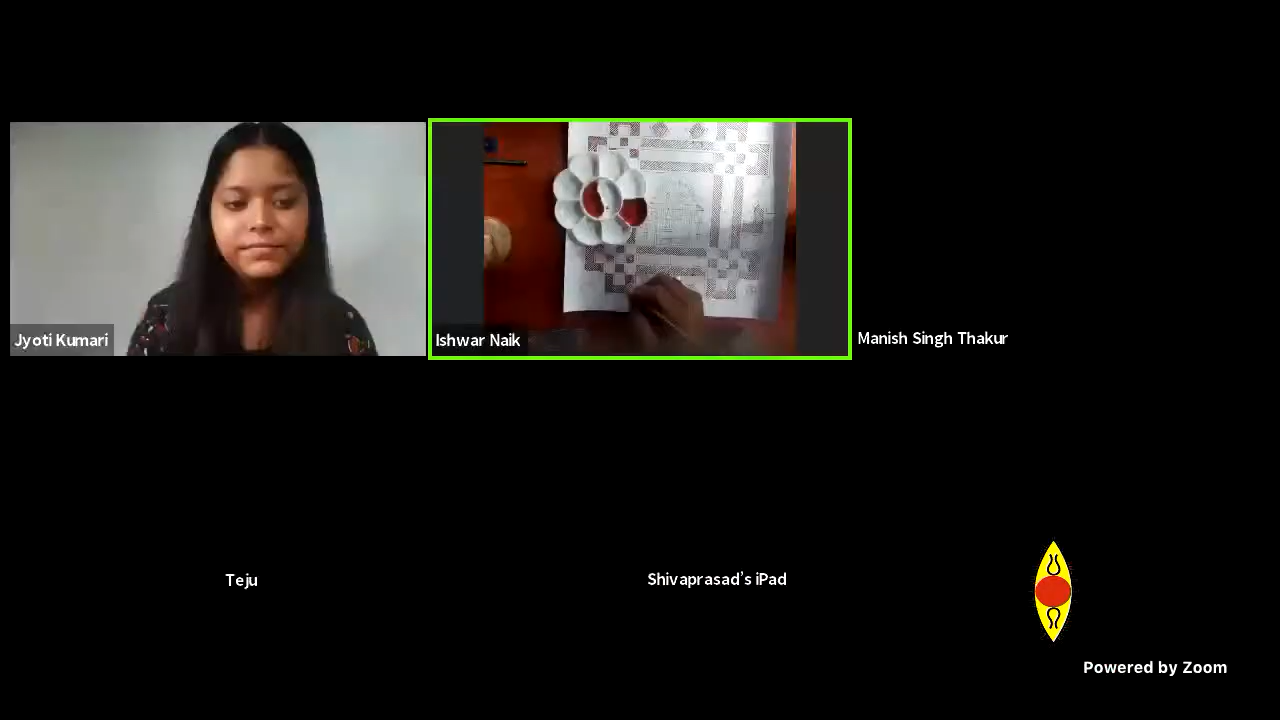 Jyoti Kumari
Ishwar Naik
Manish Singh Thakur
Teju
Shivaprasad's iPad
Powered by Zoom